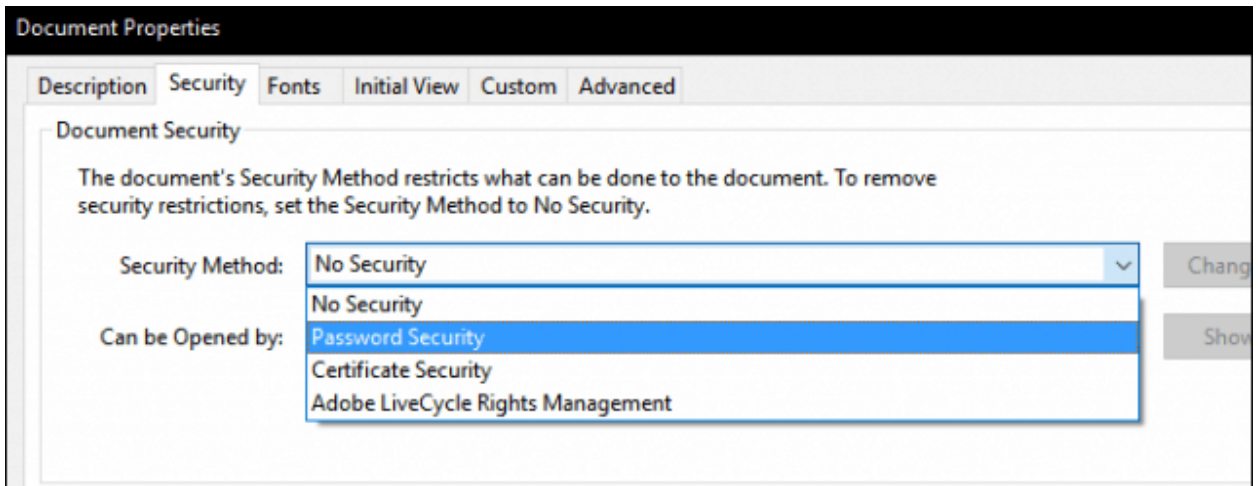 Document Properties
Description Security Fonts Initial View Custom Advanced
Document Security
The document's Security Method restricts what can be done to the document. To remove
security restrictions, set the Security Method to No Security.
Security Method: No Security
No Security
Can be Opened by: Password Security
Certificate Security
Adobe LiveCycle Rights Management